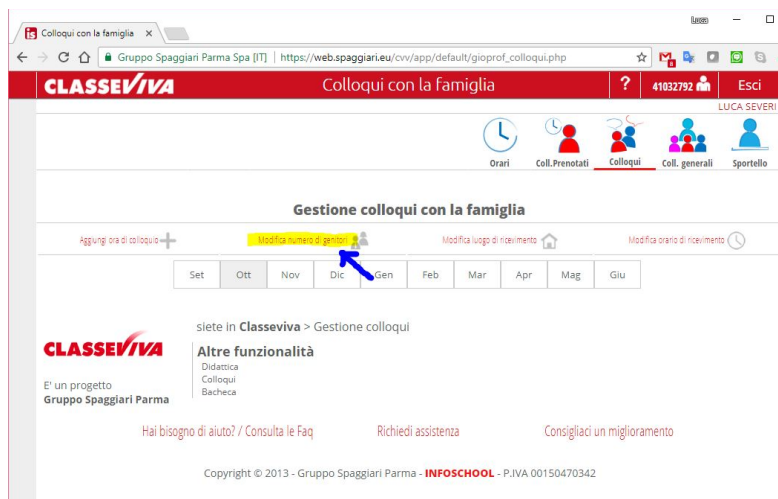 Lucas
Colloqui con la famiglia
Gruppo Spaggiari Parma Spa [IT] | https://web.spaggiari.eu/cvv/app/default/gioprof_colloqui.php
CLASSEVIVA Colloqui con la famiglia ? 41032792 Esci
LUCA SEVERI
Orari Coll.Prenotati Colloqui Coll. generali Sportello
Gestione colloqui con la famiglia
Aggiungi ora di colloquio Modifica numero di genitori Modifica luogo di ricevimento Modifica orario di ricevimento
Set Ott Nov Dic Gen Feb Mar Apr Mag Giu
siete in Classeviva > Gestione colloqui
CLASSEVIVA
Altre funzionalità
Didattica
Colloqui
Bacheca
E' un progetto
Gruppo Spaggiari Parma
Hai bisogno di aiuto? / Consulta le Faq Richiedi assistenza Consigliaci un miglioramento
Copyright © 2013 - Gruppo Spaggiari Parma - INFOSCHOOL - P.IVA 00150470342